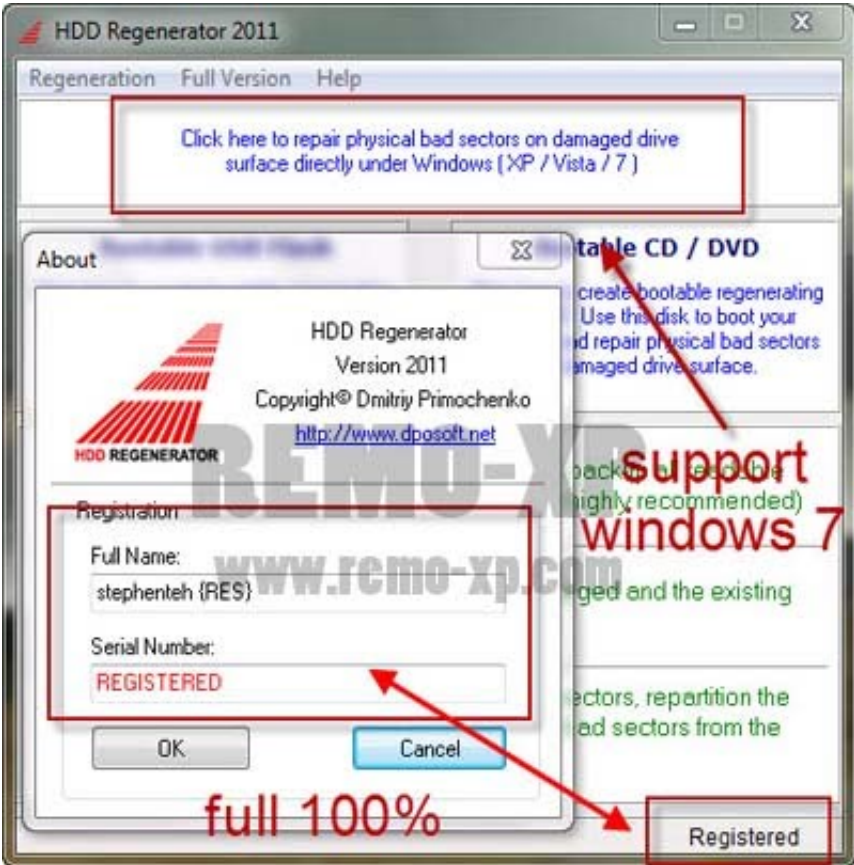 HDD Regenerator 2011
Regeneration Full Version Help
Click here to repair physical bad sectors on damaged drive
surface directly under Windows ( XP / Vista / 7 )
About
table CD / DVD
create bootable regenerating
Use this disk to boot your
d repair physical bad sectors
amaged drive surface.
HDD Regenerator
Version 2011
Copyright© Dmitriy Primochenko
http://www.dposoft.net
HDD REGENERATOR
REMO-XP
www.remo-xp.com
support
windows 7
highly recommended)
Registration
Full Name:
stephenteh {RES}
ged and the existing
Serial Number:
REGISTERED
ectors, repartition the
ad sectors from the
OK Cancel
full 100%
Registered